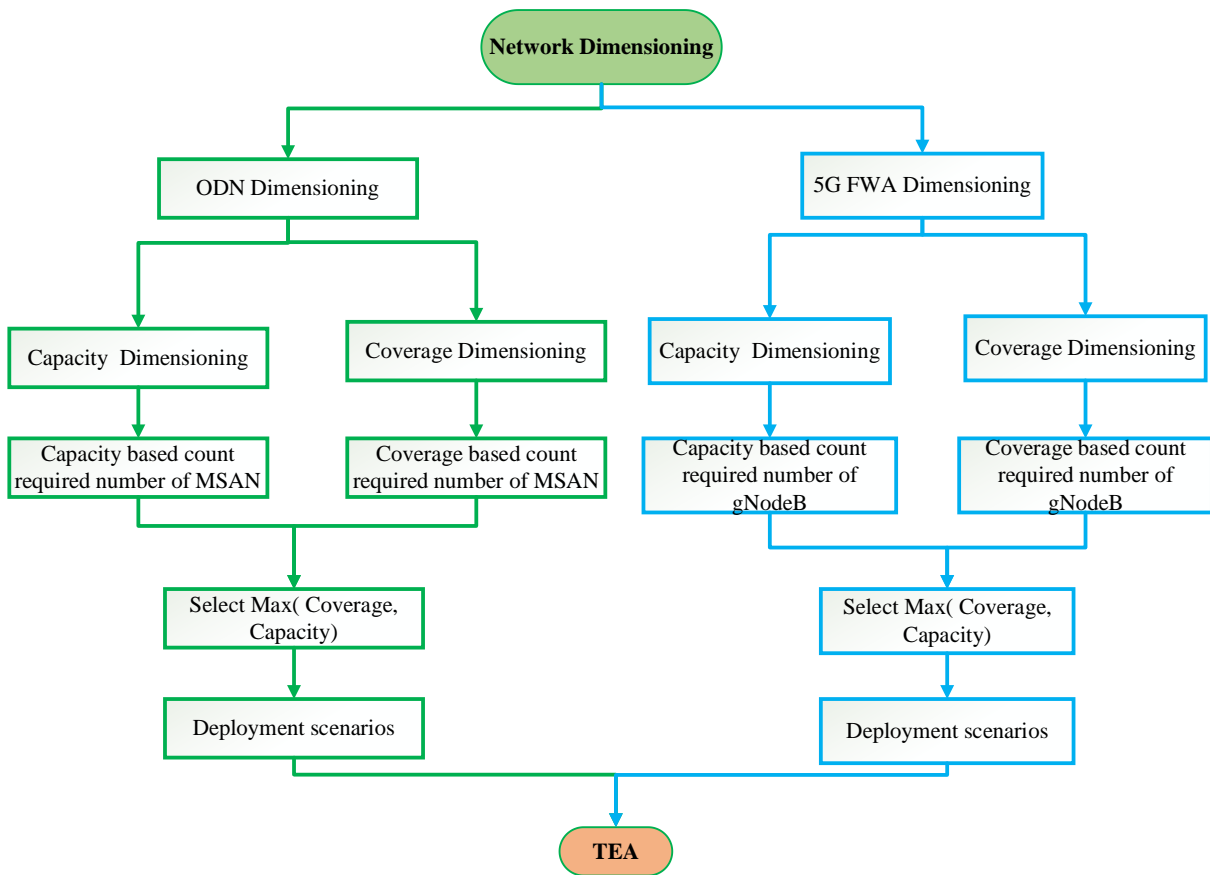 Network Dimensioning
ODN Dimensioning
5G FWA Dimensioning
Capacity  Dimensioning
Coverage Dimensioning
Capacity  Dimensioning
Coverage Dimensioning
Capacity based count
required number of MSAN
Coverage based count
required number of MSAN
Capacity based count
required number of
gNodeB
Coverage based count
required number of
gNodeB
Select Max( Coverage,
Capacity)
Select Max( Coverage,
Capacity)
Deployment scenarios
Deployment scenarios
TEA